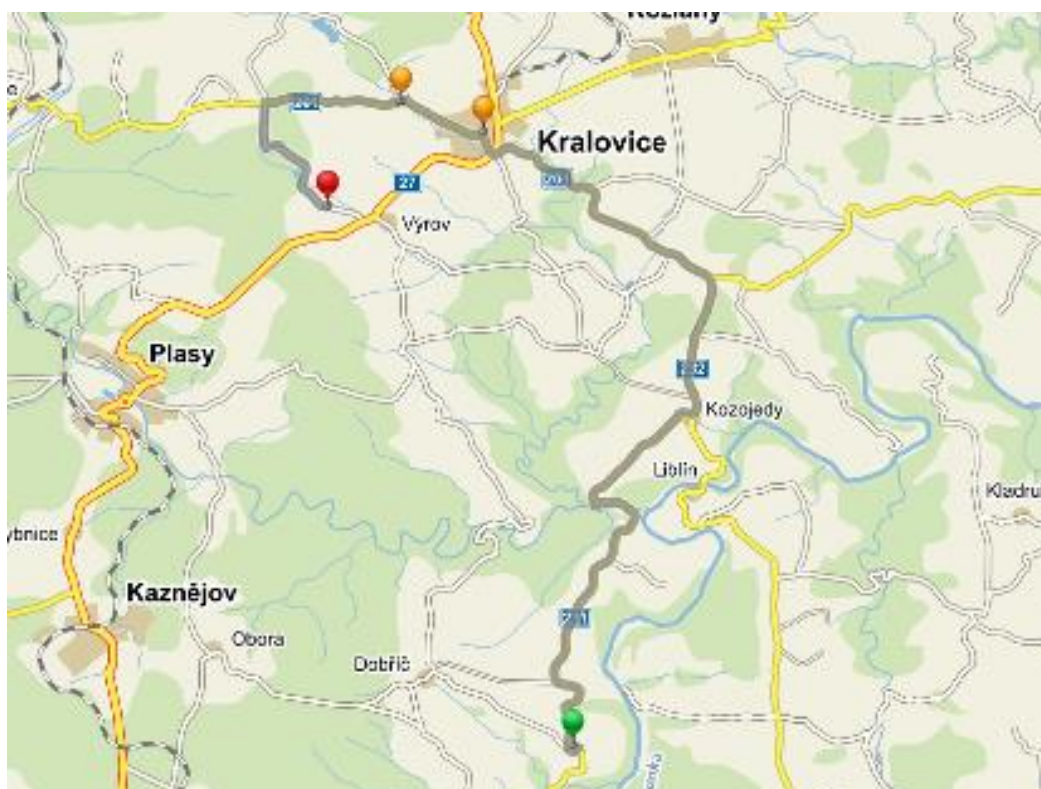 Kralovice
27
Výrov
Plasy
Kozojedy
Liblín
Kladru
ybnice
Kaznějov
Obora
Dobříč